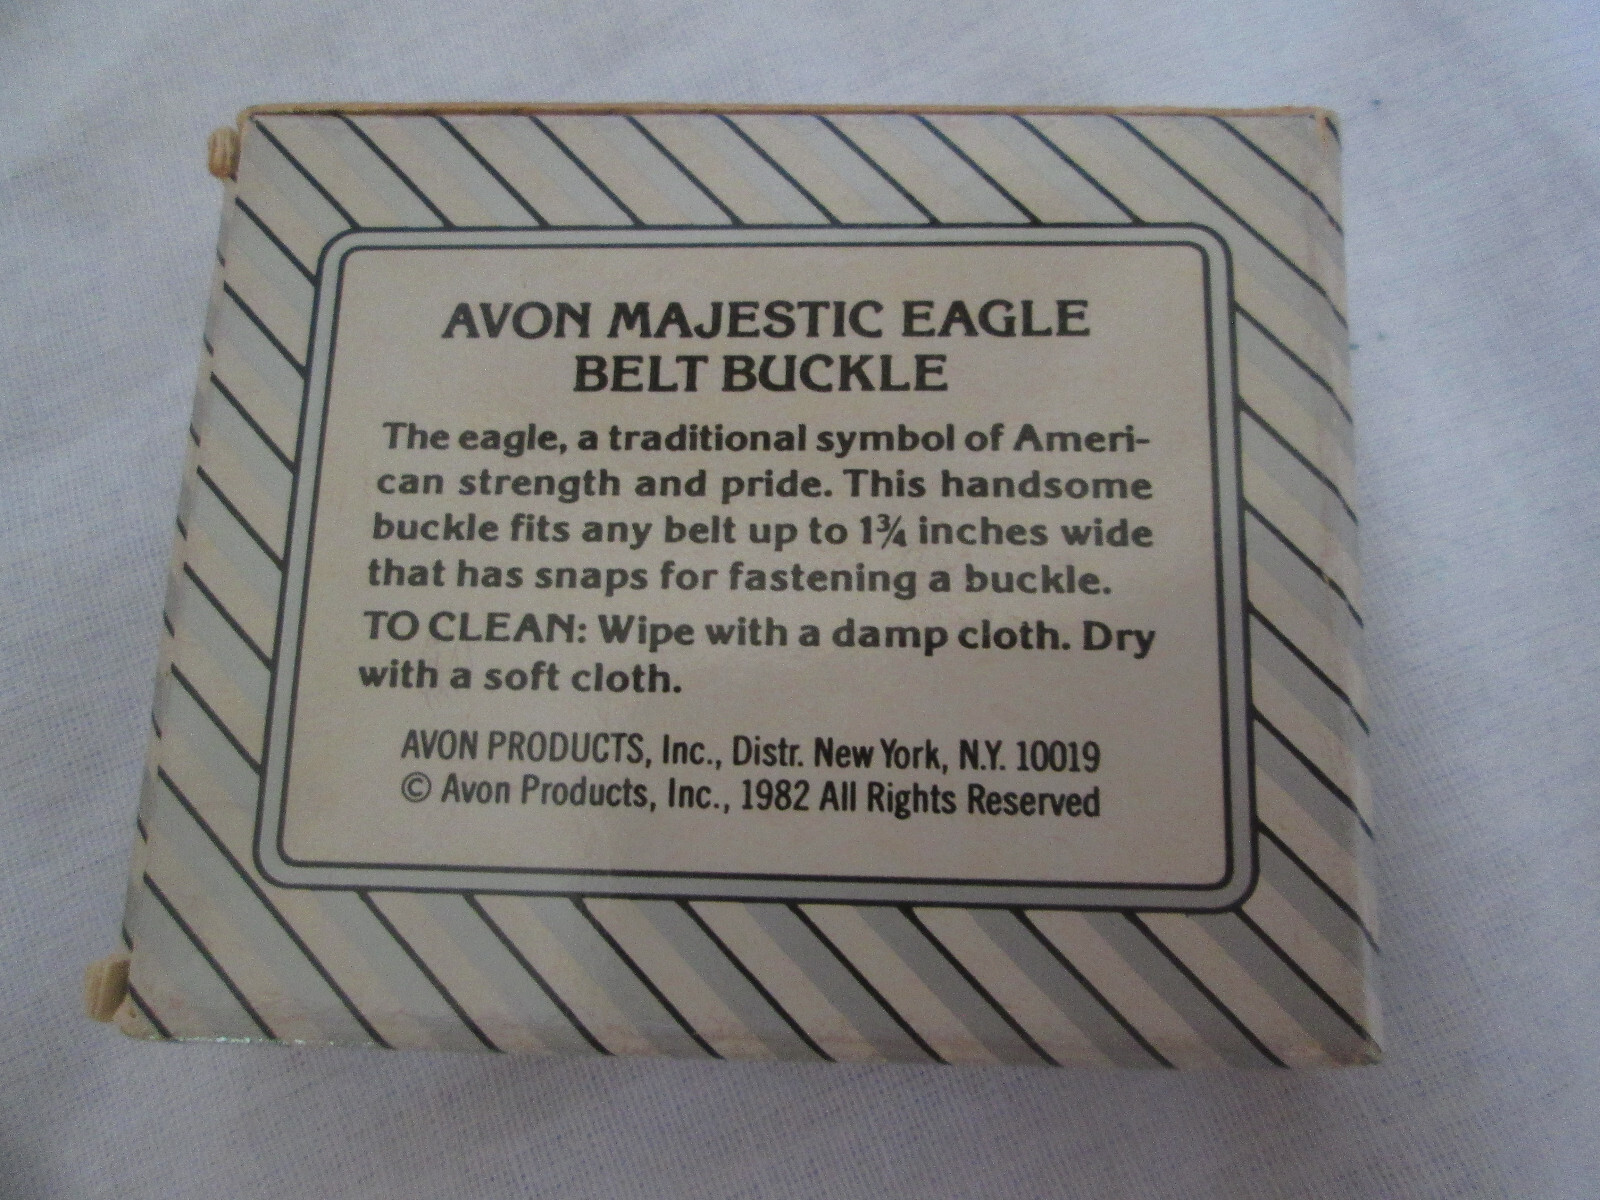 AVON MAJESTIC EAGLE
BELT BUCKLE
The eagle, a traditional symbol of Ameri-
can strength and pride. This handsome
buckle fits any belt up to 1¾ inches wide
that has snaps for fastening a buckle.
TO CLEAN: Wipe with a damp cloth. Dry
with a soft cloth.
AVON PRODUCTS, Inc., Distr. New York, N.Y. 10019
© Avon Products, Inc., 1982 All Rights Reserved